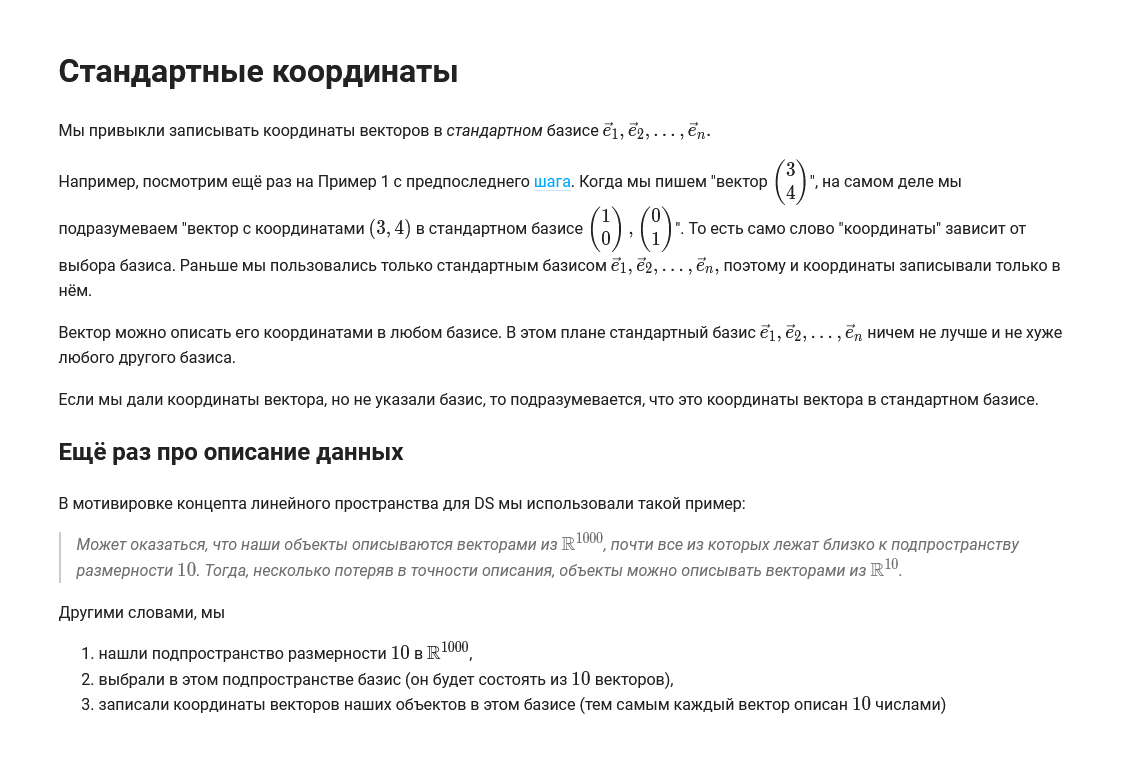 Стандартные координаты
Мы привыкли записывать координаты векторов в стандартном базисе $\vec{e}_1, \vec{e}_2, \ldots, \vec{e}_n.$
Например, посмотрим ещё раз на Пример 1 с предпоследнего шага. Когда мы пишем "вектор $\begin{pmatrix} 3 \\ 4 \end{pmatrix}$", на самом деле мы
подразумеваем "вектор с координатами $(3, 4)$ в стандартном базисе $\begin{pmatrix} 1 \\ 0 \end{pmatrix}, \begin{pmatrix} 0 \\ 1 \end{pmatrix}$". То есть само слово "координаты" зависит от
выбора базиса. Раньше мы пользовались только стандартным базисом $\vec{e}_1, \vec{e}_2, \ldots, \vec{e}_n,$ поэтому и координаты записывали только в
нём.
Вектор можно описать его координатами в любом базисе. В этом плане стандартный базис $\vec{e}_1, \vec{e}_2, \ldots, \vec{e}_n$ ничем не лучше и не хуже
любого другого базиса.
Если мы дали координаты вектора, но не указали базис, то подразумевается, что это координаты вектора в стандартном базисе.
Ещё раз про описание данных
В мотивировке концепта линейного пространства для DS мы использовали такой пример:
Может оказаться, что наши объекты описываются векторами из $\mathbb{R}^{1000}$, почти все из которых лежат близко к подпространству
размерности $10$. Тогда, несколько потеряв в точности описания, объекты можно описывать векторами из $\mathbb{R}^{10}$.
Другими словами, мы
1. нашли подпространство размерности $10$ в $\mathbb{R}^{1000}$,
2. выбрали в этом подпространстве базис (он будет состоять из $10$ векторов),
3. записали координаты векторов наших объектов в этом базисе (тем самым каждый вектор описан $10$ числами)